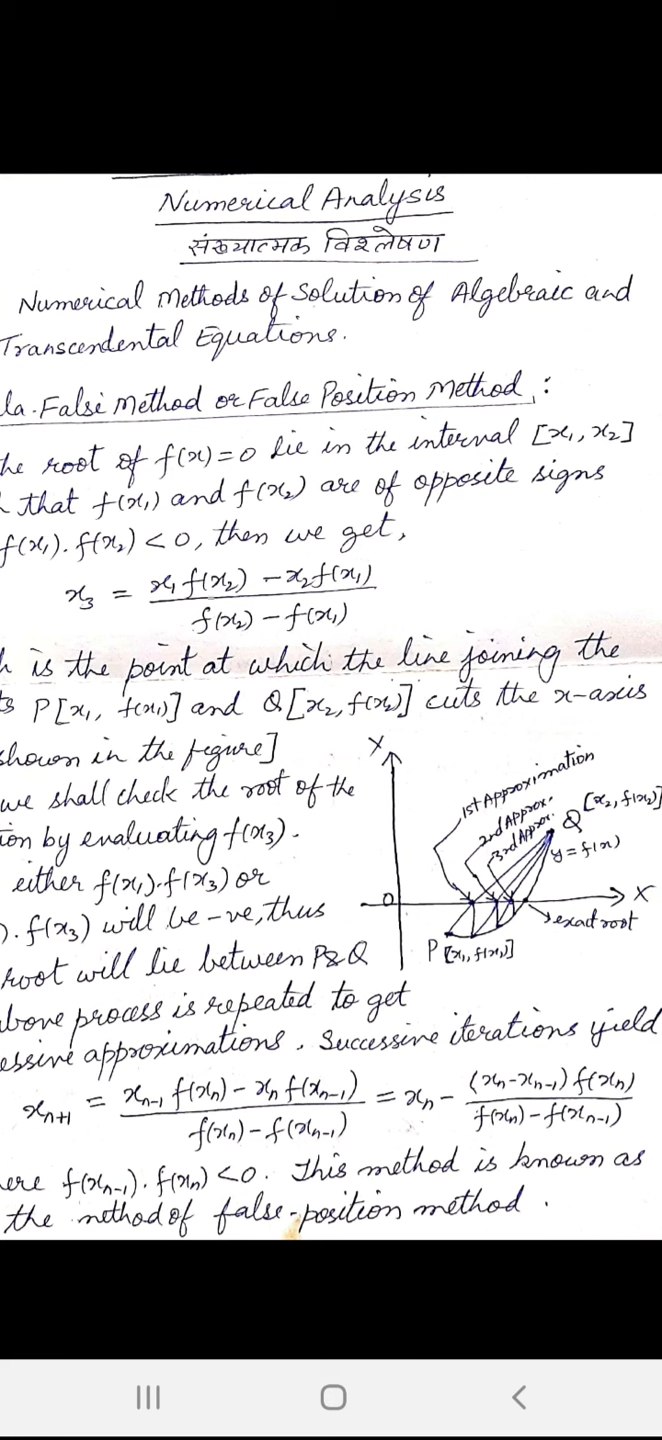 Numerical Analysis
संख्यात्मक विश्लेषण
Numerical Methods of Solution of Algebraic and
Transcendental Equations.
la-Falsi Method or False Position Method :
he root of f(x)=0 lie in the interval [x₁, x₂]
that f(x₁) and f(x₂) are of opposite signs
f(x₁). f(x₂) < 0, then we get,
x₃ = (x₁ f(x₂) - x₂ f(x₁)) / (f(x₂) - f(x₁))
h is the point at which the line joining the
ts P[x₁, f(x₁)] and Q[x₂, f(x₂)] cuts the x-axis
shown in the figure]
we shall check the root of the
ion by evaluating f(x₃).
either f(x₁).f(x₃) or
). f(x₃) will be -ve, thus
root will lie between P&Q
bove process is repeated to get
essive approximations. Successive iterations yield
x
1st Approximation
2nd Approx.
3rd Approx.
Q [x₂, f(x₂)]
y = f(x)
O
X
exact root
P [x₁, f(x₁)]
xₙ₊₁ = (xₙ₋₁ f(xₙ) - xₙ f(xₙ₋₁)) / (f(xₙ) - f(xₙ₋₁)) = xₙ - ((xₙ - xₙ₋₁) f(xₙ)) / (f(xₙ) - f(xₙ₋₁))
ere f(xₙ₋₁). f(xₙ) < 0. This method is known as
the method of false-position method.